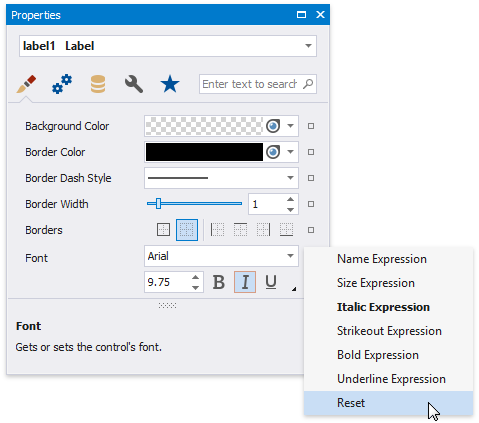 Properties
label1 Label
Enter text to search
Background Color
Border Color
Border Dash Style
Border Width 1
Borders
Font Arial
9.75 B I U
Name Expression
Size Expression
Italic Expression
Strikeout Expression
Bold Expression
Underline Expression
Reset
Font
Gets or sets the control's font.